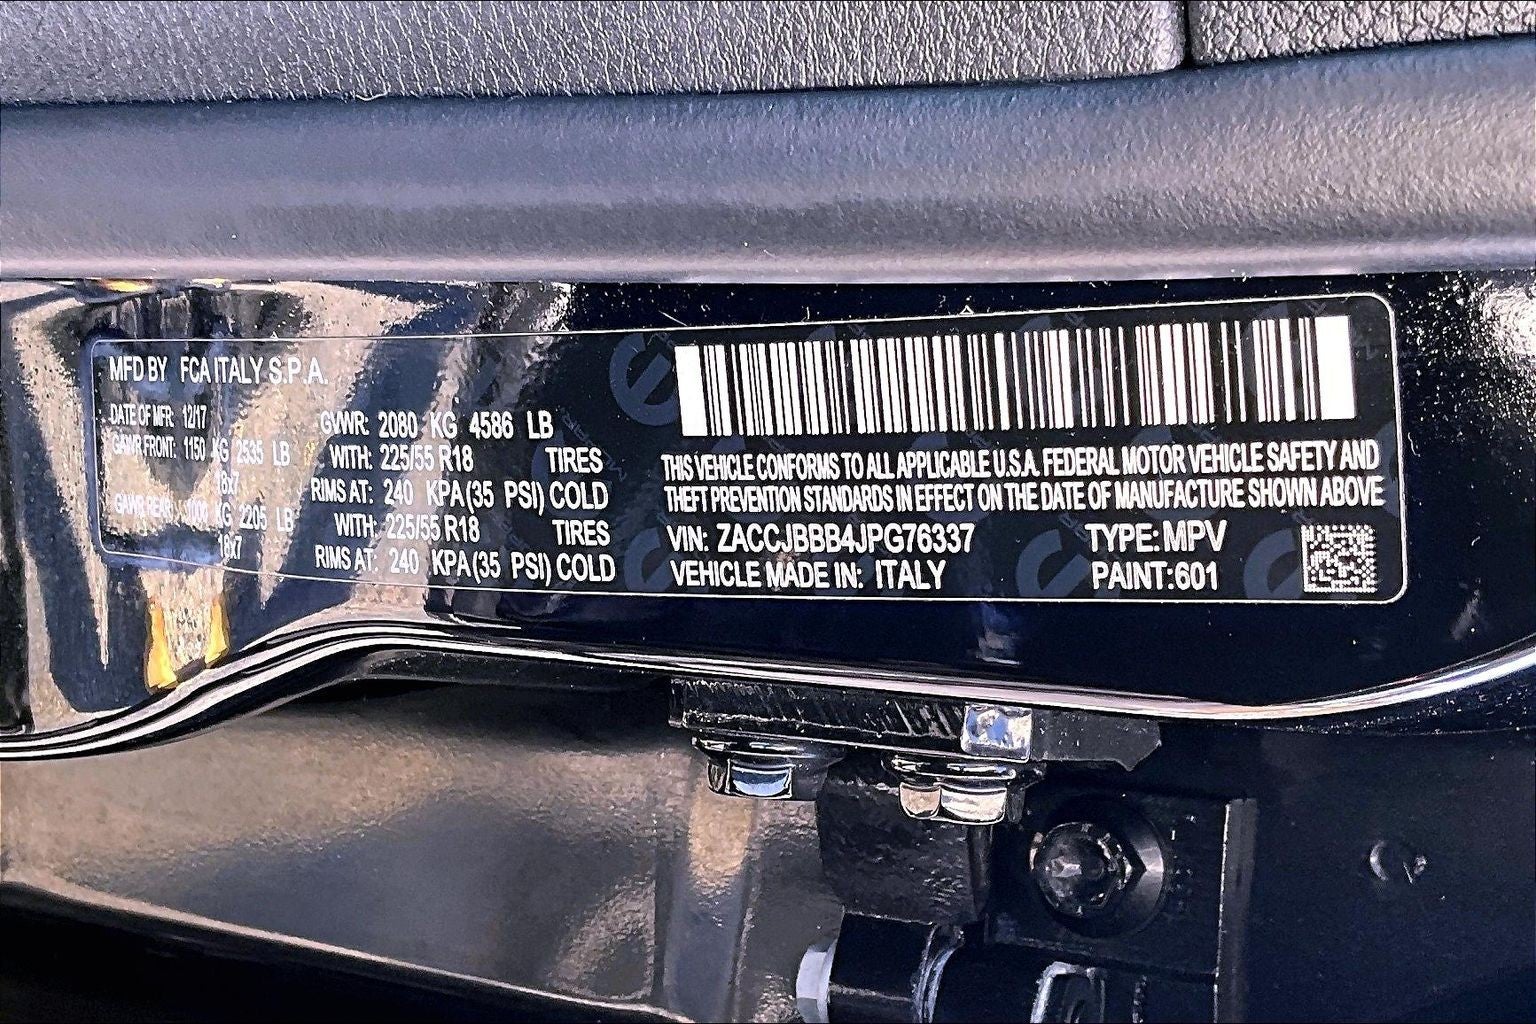 MFD BY FCA ITALY S.P.A.
DATE OF MFR: 12/17 GVWR: 2080 KG 4586 LB
GAWR FRONT: 1150 KG 2535 LB WITH: 225/55 R18 TIRES
18x7 RIMS AT: 240 KPA (35 PSI) COLD
GAWR REAR: KG 2205 LB WITH: 225/55 R18 TIRES
18x7 RIMS AT: 240 KPA (35 PSI) COLD
THIS VEHICLE CONFORMS TO ALL APPLICABLE U.S.A. FEDERAL MOTOR VEHICLE SAFETY AND
THEFT PREVENTION STANDARDS IN EFFECT ON THE DATE OF MANUFACTURE SHOWN ABOVE
VIN: ZACCJBBB4JPG76337 TYPE: MPV
VEHICLE MADE IN: ITALY PAINT:601